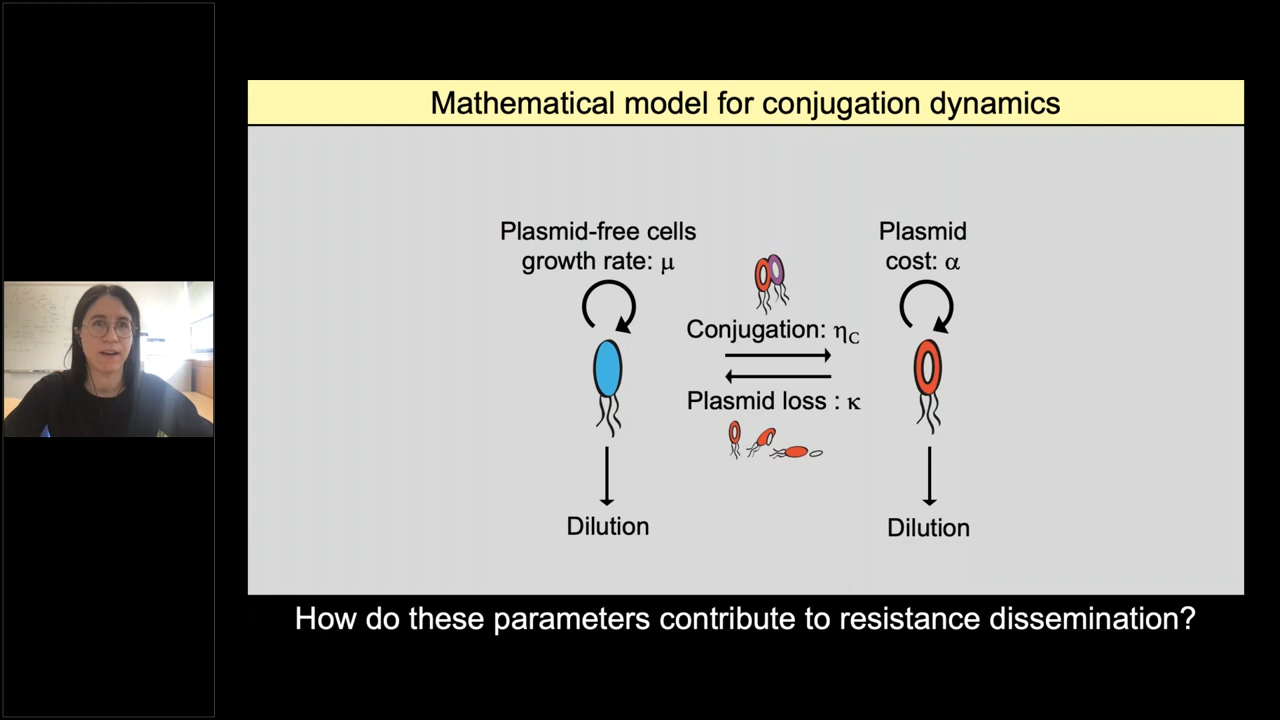 Mathematical model for conjugation dynamics
Plasmid-free cells
growth rate: μ
Plasmid
cost: α
Conjugation: ηC
Plasmid loss : κ
Dilution
Dilution
How do these parameters contribute to resistance dissemination?